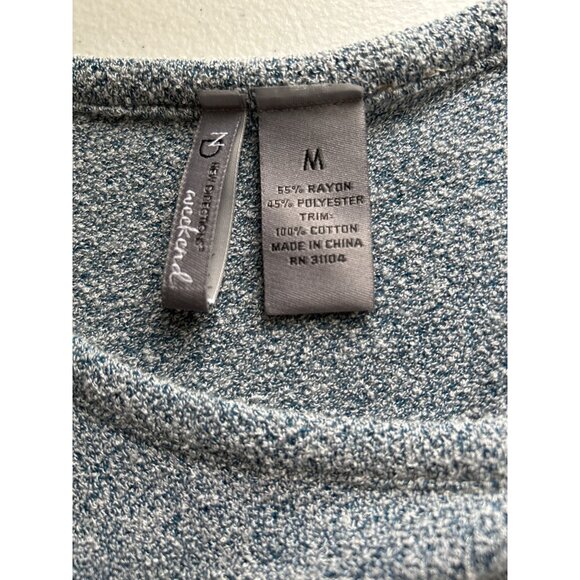 ND
NEW DIRECTIONS®
weekend
M
55% RAYON
45% POLYESTER
TRIM:
100% COTTON
MADE IN CHINA
RN 31104